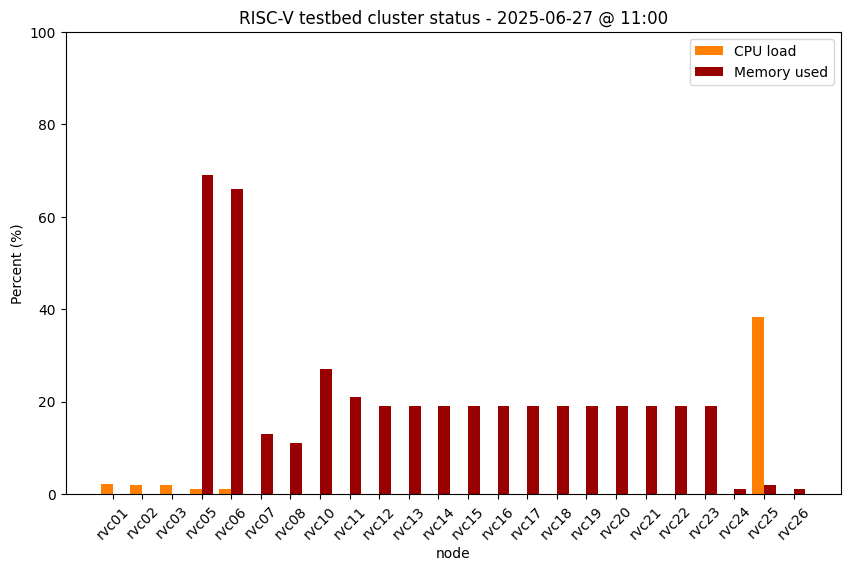 RISC-V testbed cluster status - 2025-06-27 @ 11:00
CPU load
Memory used
100
80
60
40
20
0
Percent (%)
rvc01 rvc02 rvc03 rvc05 rvc06 rvc07 rvc08 rvc10 rvc11 rvc12 rvc13 rvc14 rvc15 rvc16 rvc17 rvc18 rvc19 rvc20 rvc21 rvc22 rvc23 rvc24 rvc25 rvc26
node